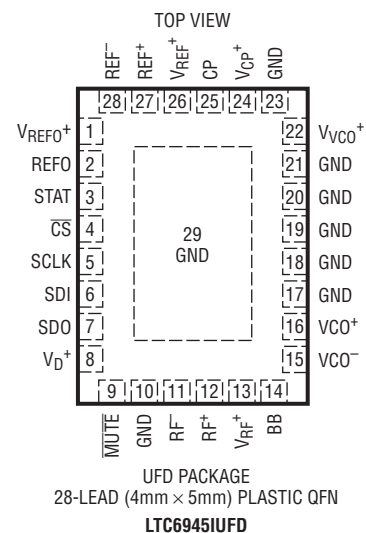 TOP VIEW
REF⁻ REF⁺ V_REF⁺ CP V_CP⁺ GND
28 27 26 25 24 23
V_REFO⁺ 1
REFO 2
STAT 3
C̅S̅ 4
SCLK 5
SDI 6
SDO 7
V_D⁺ 8
29
GND
22 V_VCO⁺
21 GND
20 GND
19 GND
18 GND
17 GND
16 VCO⁺
15 VCO⁻
9 10 11 12 13 14
M̅U̅T̅E̅ GND RF⁻ RF⁺ V_RF⁺ BB
UFD PACKAGE
28-LEAD (4mm × 5mm) PLASTIC QFN
LTC6945IUFD